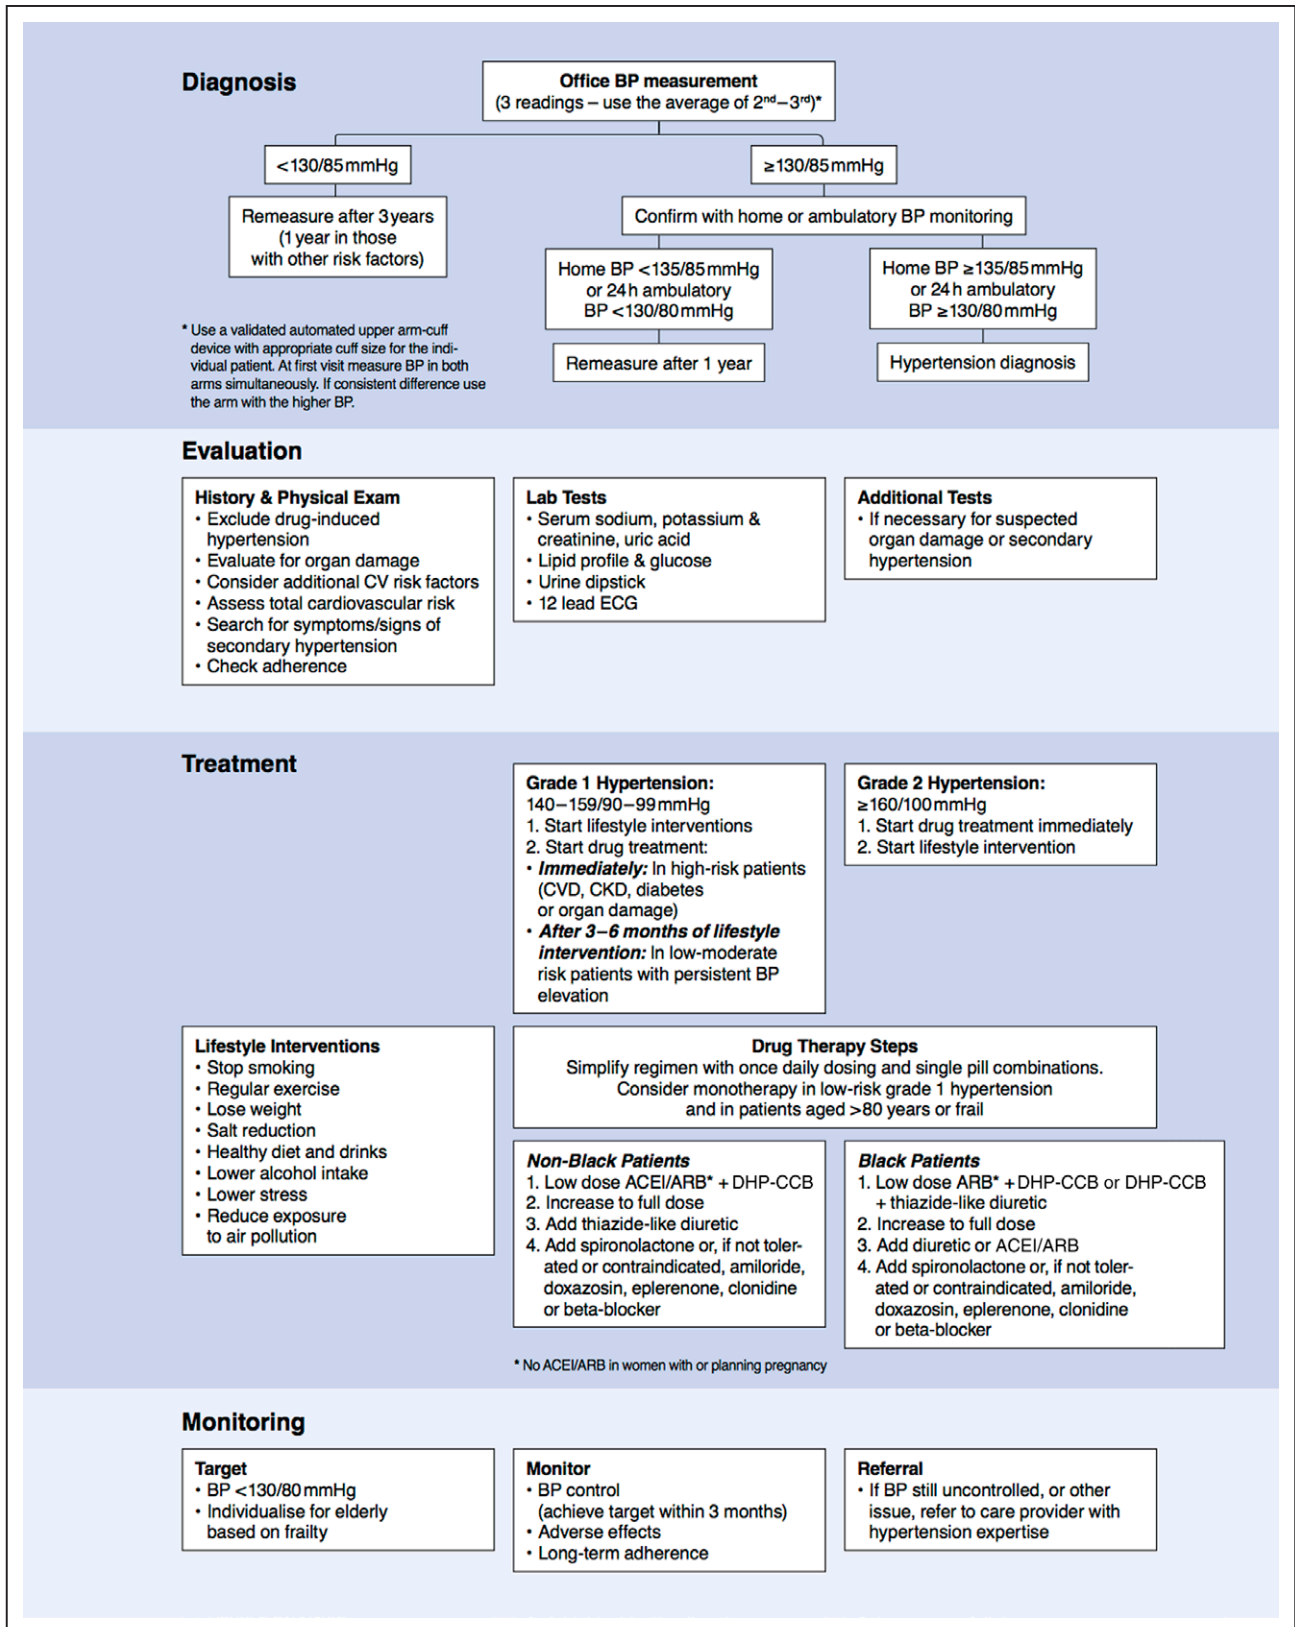 Diagnosis
Office BP measurement
(3 readings – use the average of 2nd–3rd)*
<130/85 mmHg
≥130/85 mmHg
Remeasure after 3 years
(1 year in those
with other risk factors)
Confirm with home or ambulatory BP monitoring
Home BP <135/85 mmHg
or 24 h ambulatory
BP <130/80 mmHg
Home BP ≥135/85 mmHg
or 24 h ambulatory
BP ≥130/80 mmHg
Remeasure after 1 year
Hypertension diagnosis
* Use a validated automated upper arm-cuff
device with appropriate cuff size for the indi-
vidual patient. At first visit measure BP in both
arms simultaneously. If consistent difference use
the arm with the higher BP.
Evaluation
History & Physical Exam
• Exclude drug-induced
hypertension
• Evaluate for organ damage
• Consider additional CV risk factors
• Assess total cardiovascular risk
• Search for symptoms/signs of
secondary hypertension
• Check adherence
Lab Tests
• Serum sodium, potassium &
creatinine, uric acid
• Lipid profile & glucose
• Urine dipstick
• 12 lead ECG
Additional Tests
• If necessary for suspected
organ damage or secondary
hypertension
Treatment
Grade 1 Hypertension:
140–159/90–99 mmHg
1. Start lifestyle interventions
2. Start drug treatment:
• Immediately: In high-risk patients
(CVD, CKD, diabetes
or organ damage)
• After 3–6 months of lifestyle
intervention: In low-moderate
risk patients with persistent BP
elevation
Grade 2 Hypertension:
≥160/100 mmHg
1. Start drug treatment immediately
2. Start lifestyle intervention
Lifestyle Interventions
• Stop smoking
• Regular exercise
• Lose weight
• Salt reduction
• Healthy diet and drinks
• Lower alcohol intake
• Lower stress
• Reduce exposure
to air pollution
Drug Therapy Steps
Simplify regimen with once daily dosing and single pill combinations.
Consider monotherapy in low-risk grade 1 hypertension
and in patients aged >80 years or frail
Non-Black Patients
1. Low dose ACEI/ARB* + DHP-CCB
2. Increase to full dose
3. Add thiazide-like diuretic
4. Add spironolactone or, if not toler-
ated or contraindicated, amiloride,
doxazosin, eplerenone, clonidine
or beta-blocker
Black Patients
1. Low dose ARB* + DHP-CCB or DHP-CCB
+ thiazide-like diuretic
2. Increase to full dose
3. Add diuretic or ACEI/ARB
4. Add spironolactone or, if not toler-
ated or contraindicated, amiloride,
doxazosin, eplerenone, clonidine
or beta-blocker
* No ACEI/ARB in women with or planning pregnancy
Monitoring
Target
• BP <130/80 mmHg
• Individualise for elderly
based on frailty
Monitor
• BP control
(achieve target within 3 months)
• Adverse effects
• Long-term adherence
Referral
• If BP still uncontrolled, or other
issue, refer to care provider with
hypertension expertise